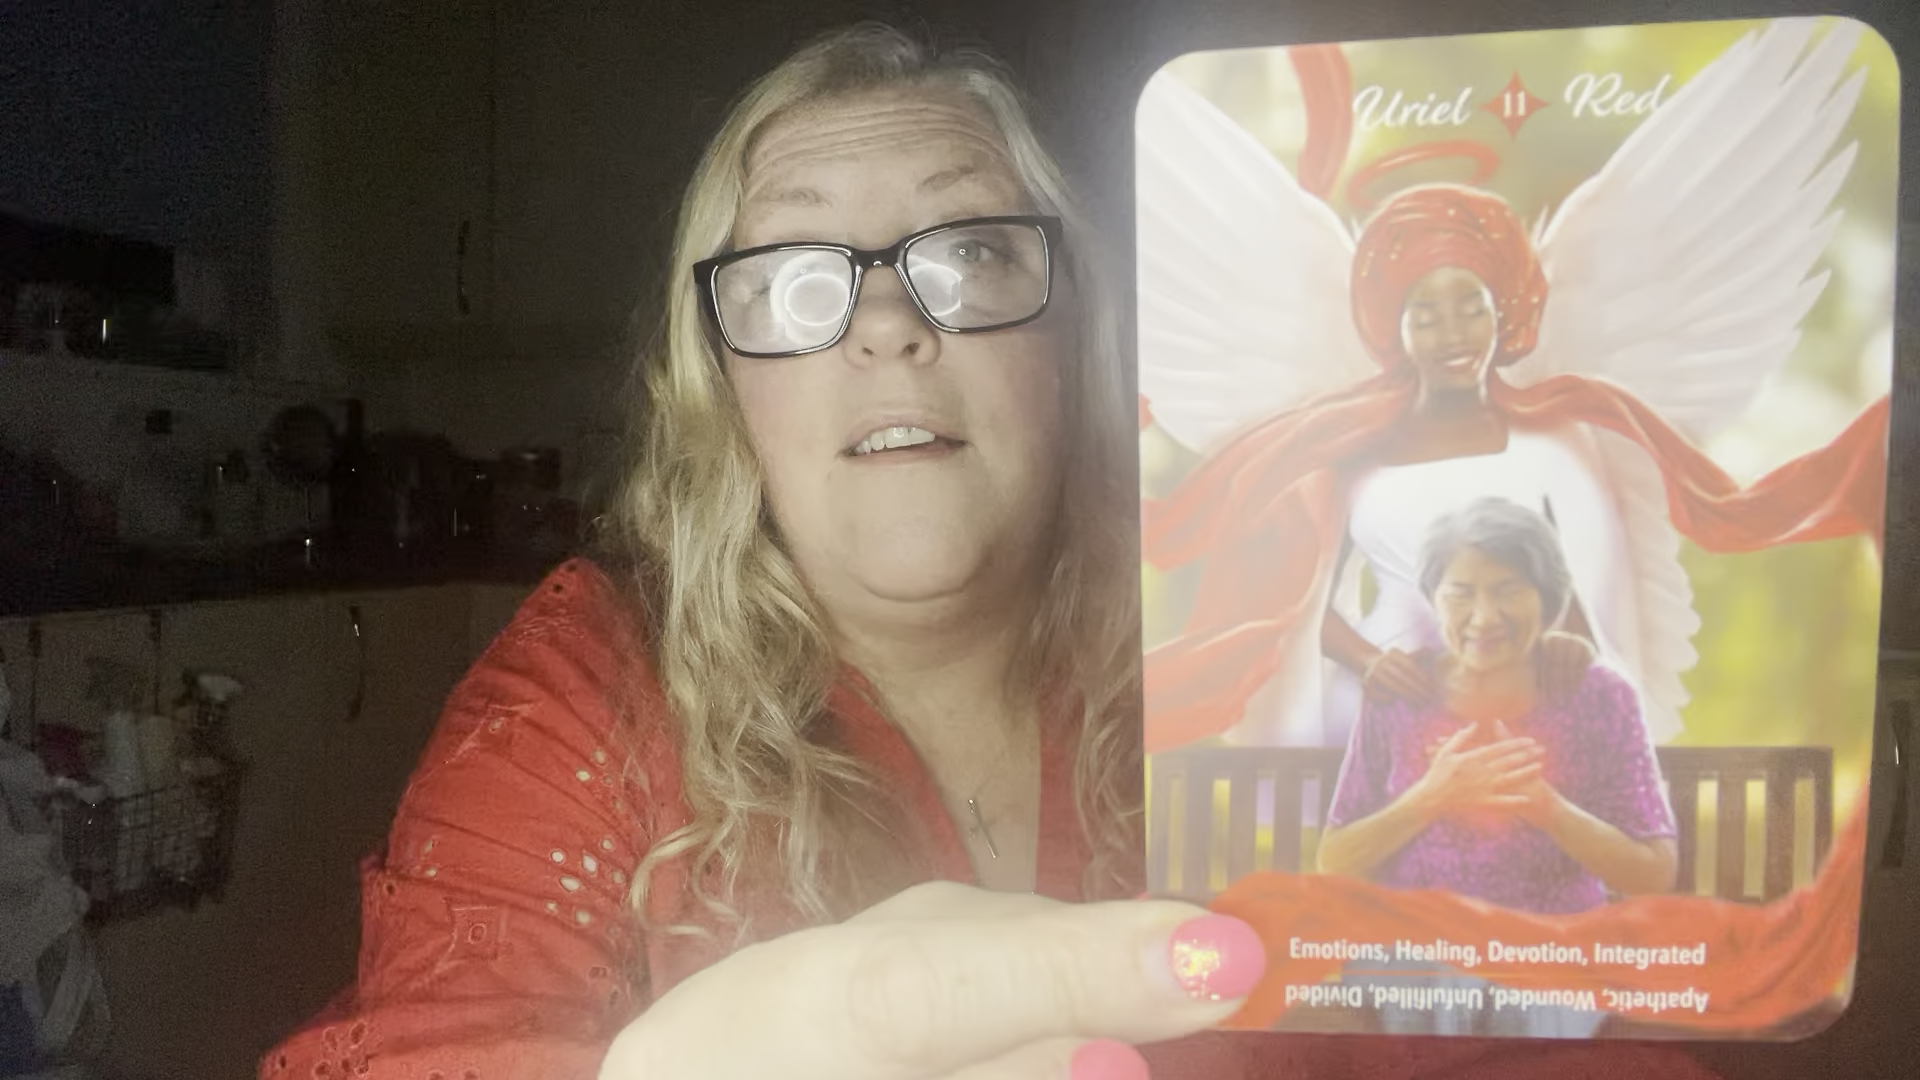 Uriel 11 Red
Emotions, Healing, Devotion, Integrated
Apathetic, Wounded, Unfulfilled, Divided